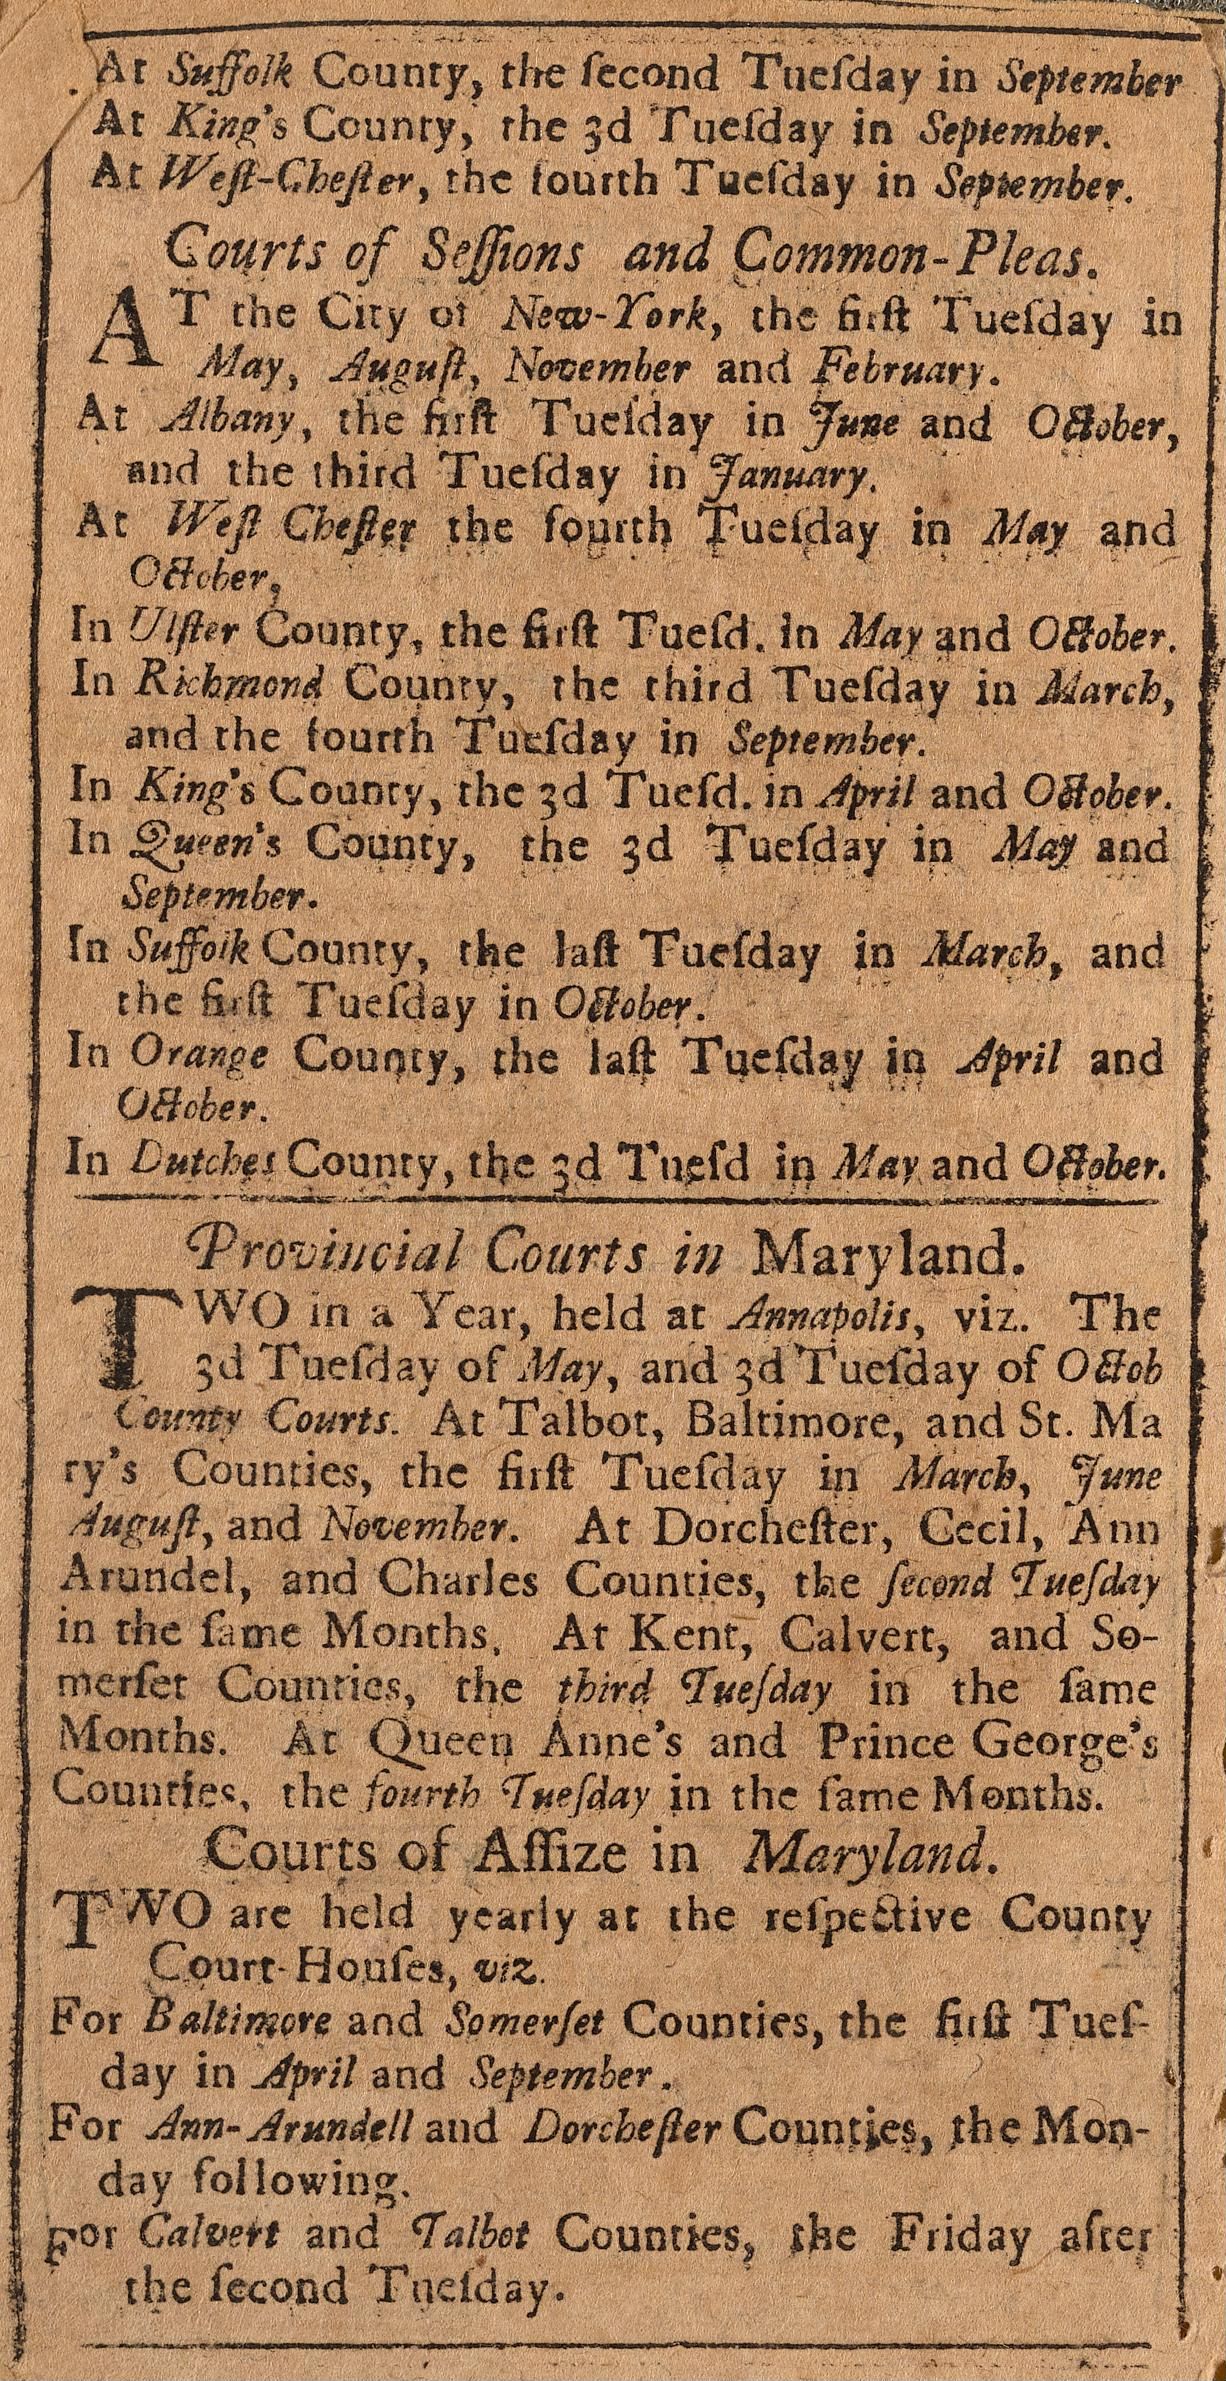 At Suffolk County, the ſecond Tueſday in September
At King's County, the 3d Tueſday in September.
At Weſt-Cheſter, the fourth Tueſday in September.
Courts of Seſſions and Common-Pleas.
AT the City of New-York, the firſt Tueſday in
May, Auguſt, November and February.
At Albany, the firſt Tueſday in June and October,
and the third Tueſday in January.
At Weſt Cheſter the fourth Tueſday in May and
October,
In Ulſter County, the firſt Tueſd. in May and October.
In Richmond County, the third Tueſday in March,
and the fourth Tueſday in September.
In King's County, the 3d Tueſd. in April and October.
In Queen's County, the 3d Tueſday in May and
September.
In Suffolk County, the laſt Tueſday in March, and
the firſt Tueſday in October.
In Orange County, the laſt Tueſday in April and
October.
In Dutches County, the 3d Tueſd in May and October.
Provincial Courts in Maryland.
TWO in a Year, held at Annapolis, viz. The
3d Tueſday of May, and 3d Tueſday of Octob
County Courts. At Talbot, Baltimore, and St. Ma
ry's Counties, the firſt Tueſday in March, June
Auguſt, and November. At Dorcheſter, Cecil, Ann
Arundel, and Charles Counties, the ſecond Tueſday
in the ſame Months. At Kent, Calvert, and So-
merſet Counties, the third Tueſday in the ſame
Months. At Queen Anne's and Prince George's
Counties, the fourth Tueſday in the ſame Months.
Courts of Aſſize in Maryland.
TWO are held yearly at the reſpective County
Court-Houſes, viz.
For Baltimore and Somerſet Counties, the firſt Tueſ-
day in April and September.
For Ann-Arundell and Dorcheſter Counties, the Mon-
day following.
For Calvert and Talbot Counties, the Friday after
the ſecond Tueſday.